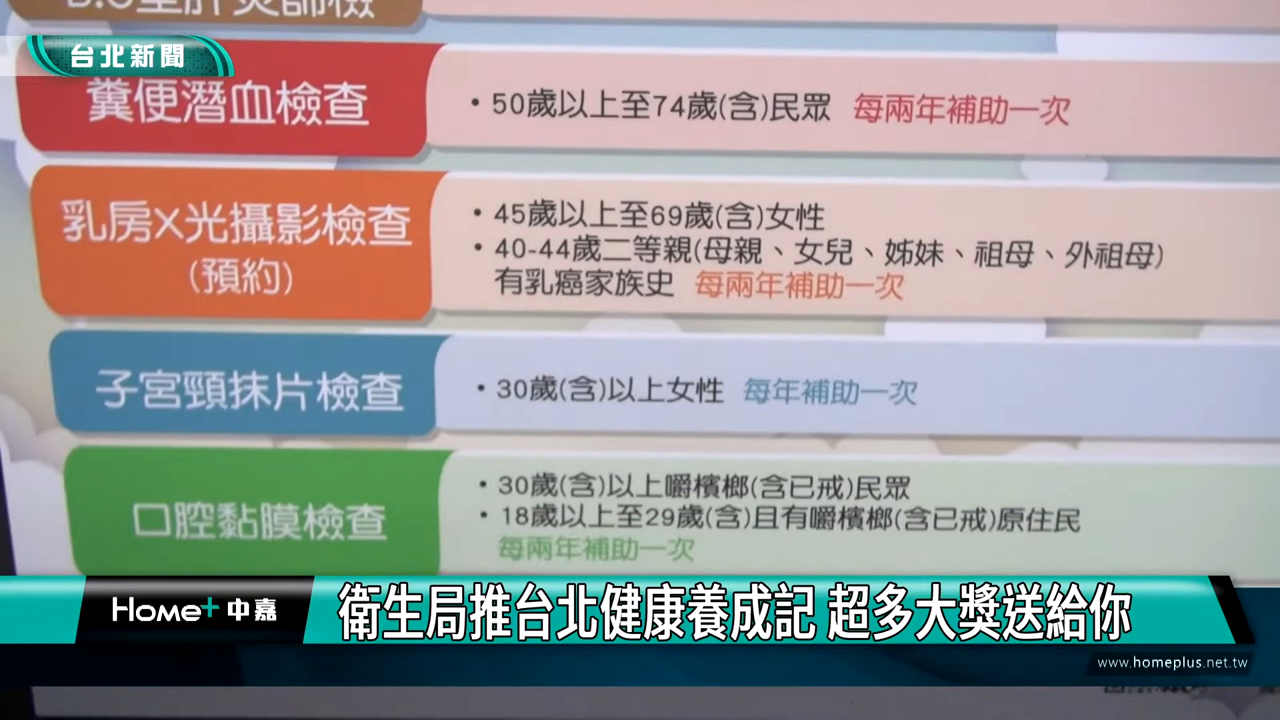 B.C型肝炎篩檢
台北新聞
糞便潛血檢查
•50歲以上至74歲(含)民眾 每兩年補助一次
乳房X光攝影檢查
(預約)
•45歲以上至69歲(含)女性
•40-44歲二等親(母親、女兒、姊妹、祖母、外祖母)
有乳癌家族史 每兩年補助一次
子宮頸抹片檢查
•30歲(含)以上女性 每年補助一次
口腔黏膜檢查
•30歲(含)以上嚼檳榔(含已戒)民眾
•18歲以上至29歲(含)且有嚼檳榔(含已戒)原住民
每兩年補助一次
Home+ 中嘉
衛生局推台北健康養成記 超多大獎送給你
www.homeplus.net.tw